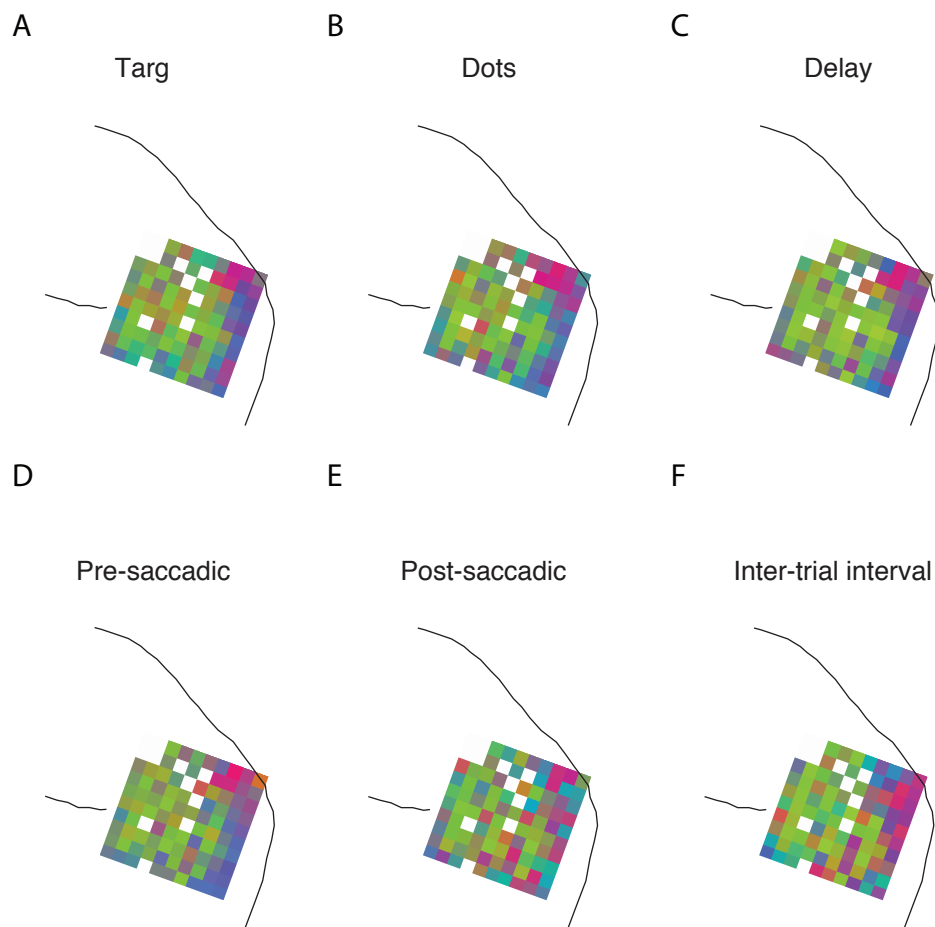 A
B
C
Targ
Dots
Delay
D
E
F
Pre-saccadic
Post-saccadic
Inter-trial interval